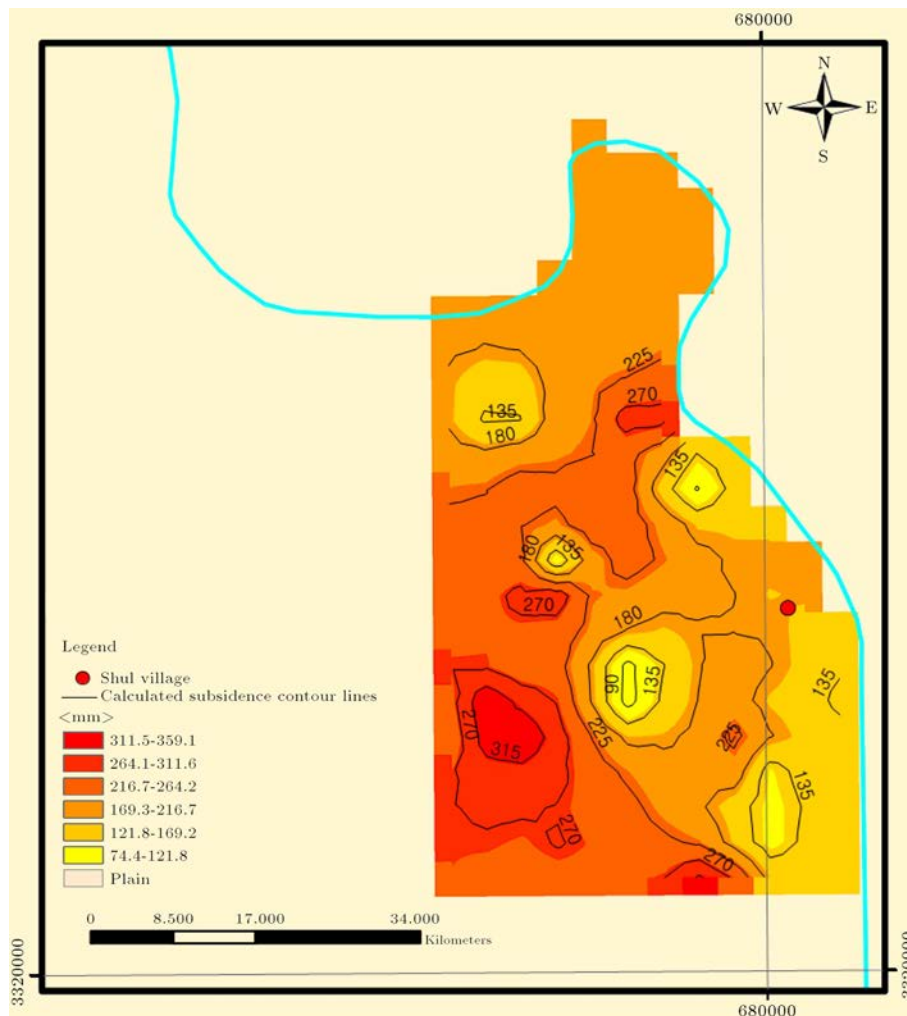 680000
N
W E
S
225
270
135
180
135
180
135
270
180
90
135
225
270
315
225
135
135
270
270
Legend
Shul village
Calculated subsidence contour lines
<mm>
311.5-359.1
264.1-311.6
216.7-264.2
169.3-216.7
121.8-169.2
74.4-121.8
Plain
0 8.500 17.000 34.000
Kilometers
3320000
3320000
680000